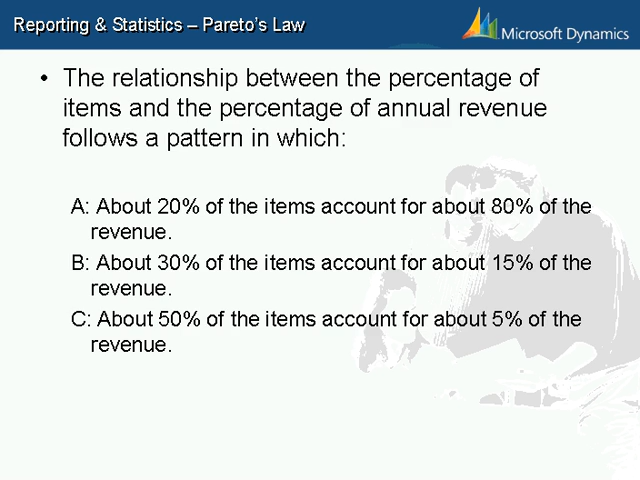 Reporting & Statistics – Pareto's Law
Microsoft Dynamics
• The relationship between the percentage of
items and the percentage of annual revenue
follows a pattern in which:
A: About 20% of the items account for about 80% of the
revenue.
B: About 30% of the items account for about 15% of the
revenue.
C: About 50% of the items account for about 5% of the
revenue.